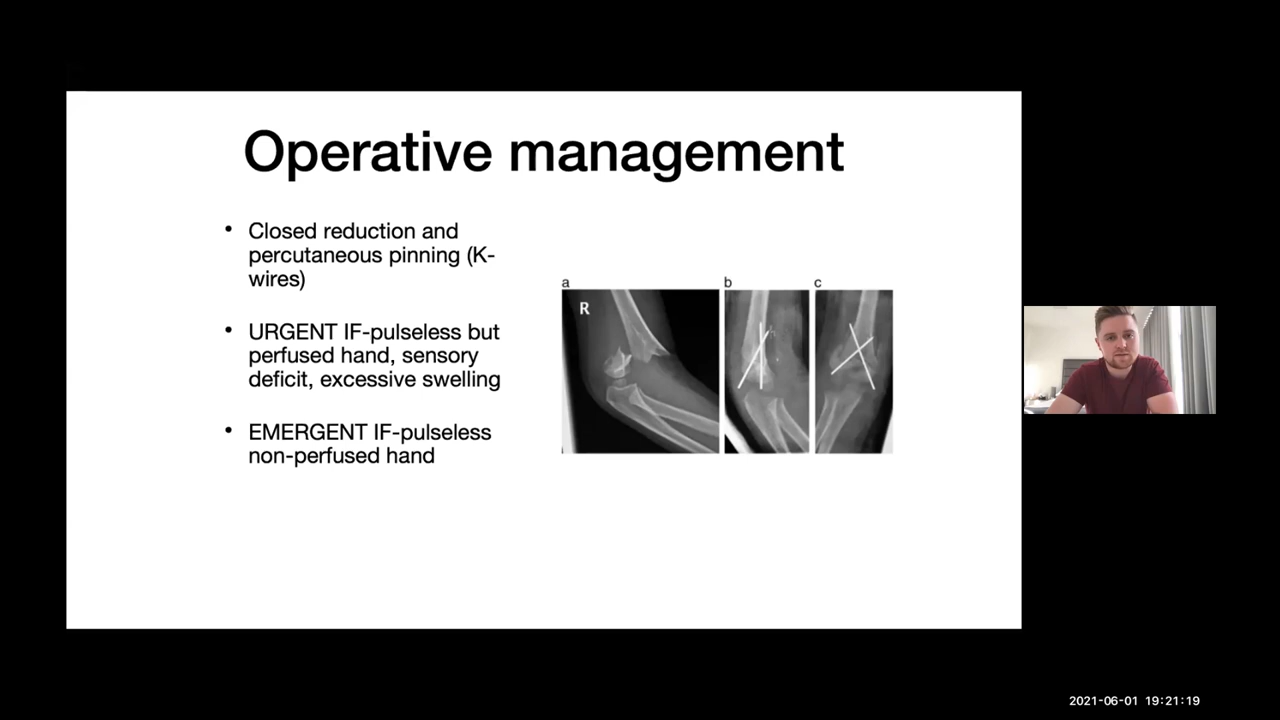 Operative management
• Closed reduction and
percutaneous pinning (K-
wires)
• URGENT IF-pulseless but
perfused hand, sensory
deficit, excessive swelling
• EMERGENT IF-pulseless
non-perfused hand
a
b
c
R
2021-06-01 19:21:19